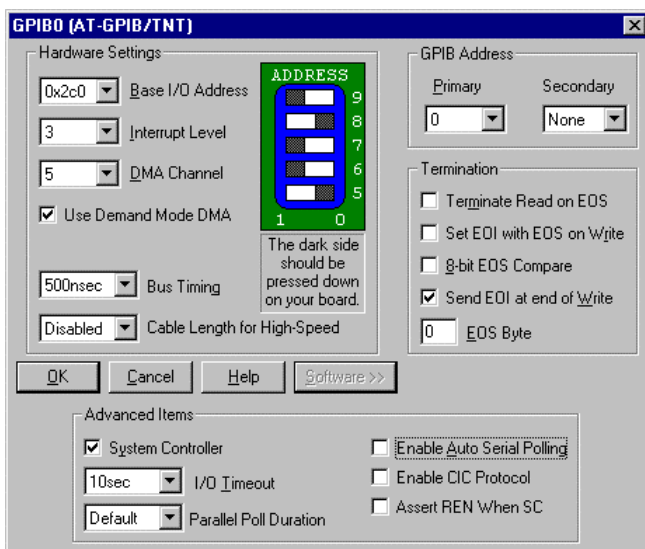 GPIB0 (AT-GPIB/TNT)
Hardware Settings
0x2c0 Base I/O Address
3 Interrupt Level
5 DMA Channel
Use Demand Mode DMA
500nsec Bus Timing
Disabled Cable Length for High-Speed
ADDRESS
9
8
7
6
5
1 0
The dark side
should be
pressed down
on your board.
GPIB Address
Primary Secondary
0 None
Termination
Terminate Read on EOS
Set EOI with EOS on Write
8-bit EOS Compare
Send EOI at end of Write
0 EOS Byte
OK Cancel Help Software >>
Advanced Items
System Controller
10sec I/O Timeout
Default Parallel Poll Duration
Enable Auto Serial Polling
Enable CIC Protocol
Assert REN When SC